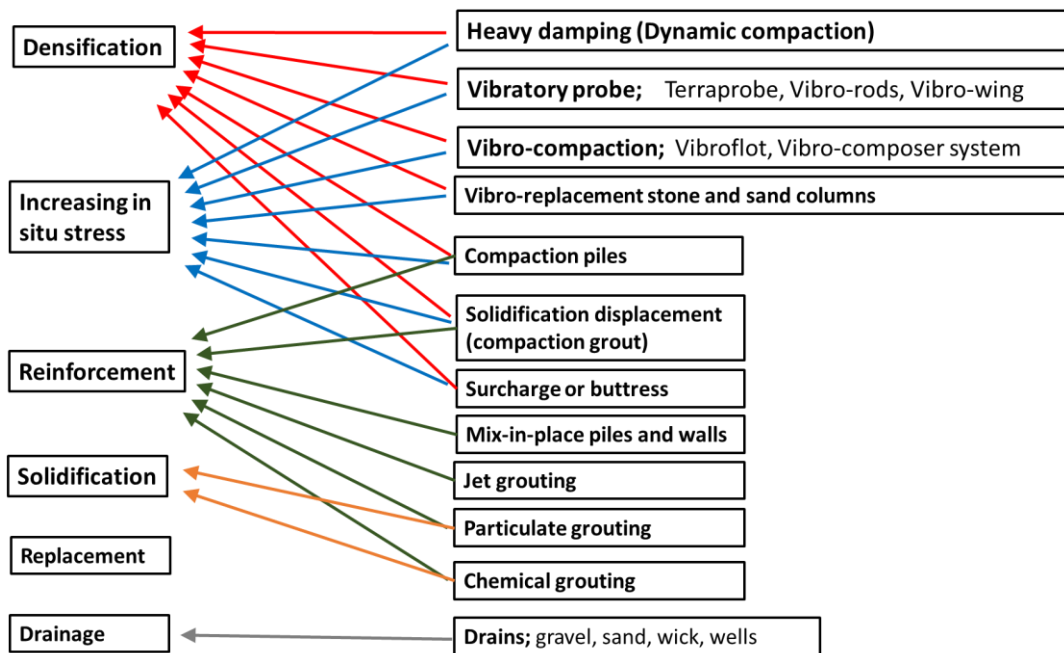 Densification
Increasing in
situ stress
Reinforcement
Solidification
Replacement
Drainage
Heavy damping (Dynamic compaction)
Vibratory probe; Terraprobe, Vibro-rods, Vibro-wing
Vibro-compaction; Vibroflot, Vibro-composer system
Vibro-replacement stone and sand columns
Compaction piles
Solidification displacement
(compaction grout)
Surcharge or buttress
Mix-in-place piles and walls
Jet grouting
Particulate grouting
Chemical grouting
Drains; gravel, sand, wick, wells